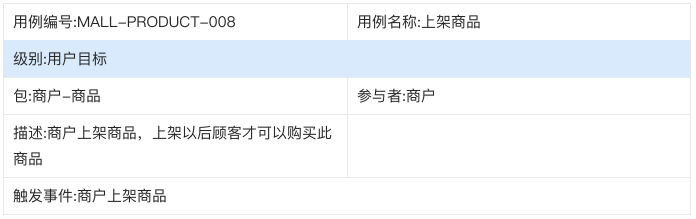 用例编号:MALL-PRODUCT-008
用例名称:上架商品
级别:用户目标
包:商户-商品
参与者:商户
描述:商户上架商品，上架以后顾客才可以购买此
商品
触发事件:商户上架商品